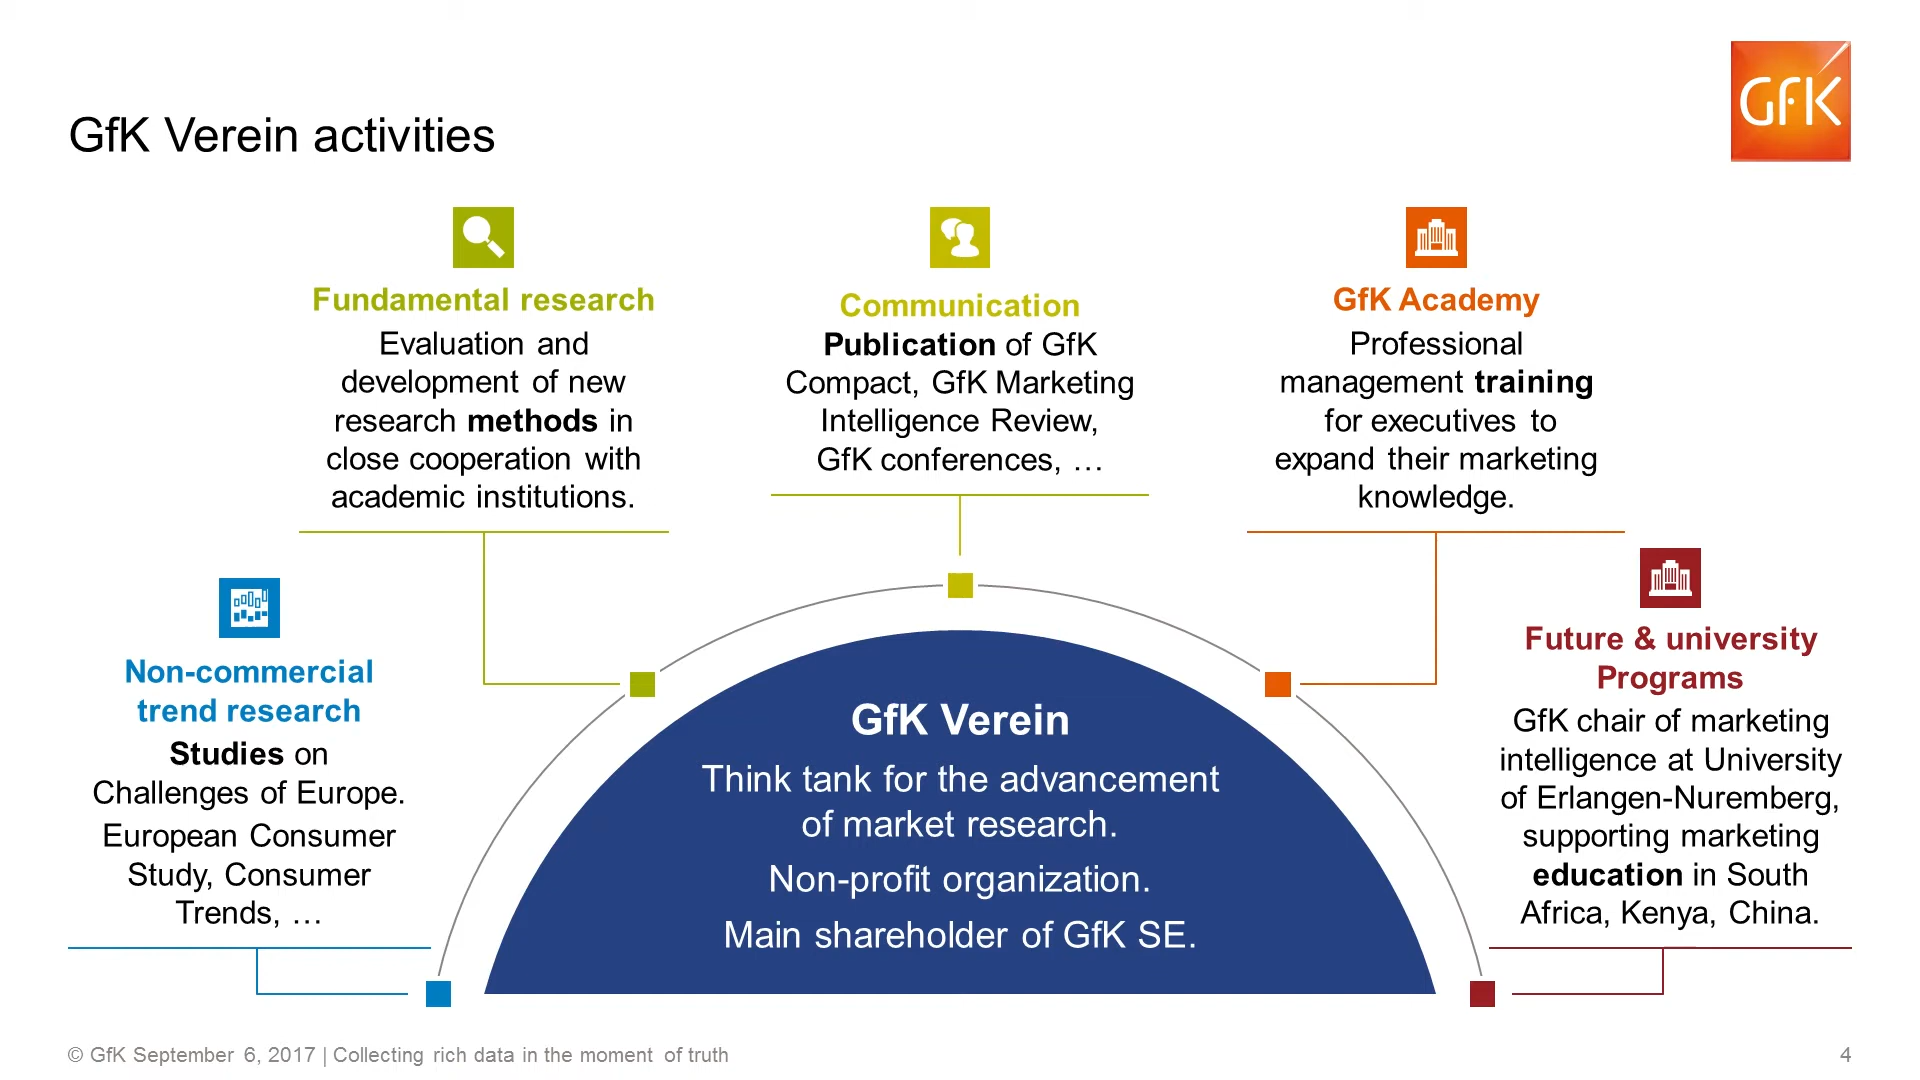 GfK
GfK Verein activities
Fundamental research
Evaluation and
development of new
research methods in
close cooperation with
academic institutions.
Communication
Publication of GfK
Compact, GfK Marketing
Intelligence Review,
GfK conferences, …
GfK Academy
Professional
management training
for executives to
expand their marketing
knowledge.
Non-commercial
trend research
Studies on
Challenges of Europe.
European Consumer
Study, Consumer
Trends, …
GfK Verein
Think tank for the advancement
of market research.
Non-profit organization.
Main shareholder of GfK SE.
Future & university
Programs
GfK chair of marketing
intelligence at University
of Erlangen-Nuremberg,
supporting marketing
education in South
Africa, Kenya, China.
© GfK September 6, 2017 | Collecting rich data in the moment of truth
4